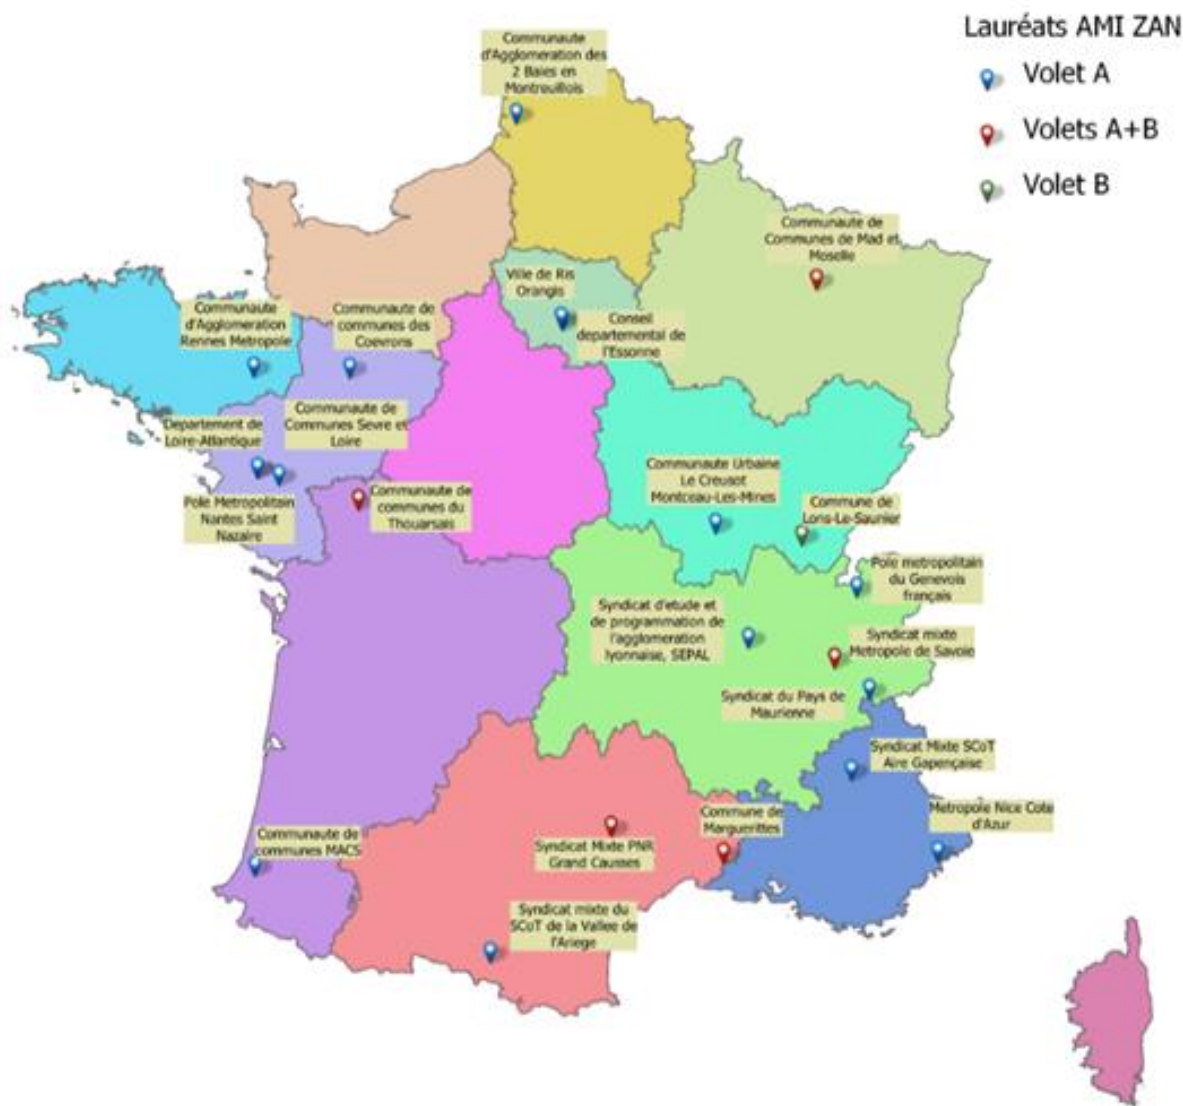 Lauréats AMI ZAN
Volet A
Volets A+B
Volet B
Communaute
d'Agglomeration des
2 Baies en
Montreuillois
Communaute de
Communes de Mad et
Moselle
Ville de Ris
Orangis
Conseil
departemental de
l'Essonne
Communaute
d'Agglomeration
Rennes Metropole
Communaute de
communes des
Coevrons
Departement de
Loire-Atlantique
Communaute de
Communes Sevre et
Loire
Pole Metropolitain
Nantes Saint
Nazaire
Communaute de
communes du
Thouarsais
Communaute Urbaine
Le Creusot
Montceau-Les-Mines
Commune de
Lons-Le-Saunier
Pole metropolitain
du Genevois
français
Syndicat d'etude et
de programmation de
l'agglomeration
lyonnaise, SEPAL
Syndicat mixte
Metropole de Savoie
Syndicat du Pays de
Maurienne
Syndicat Mixte SCoT
Aire Gapençaise
Metropole Nice Cote
d'Azur
Commune de
Marguerittes
Syndicat Mixte PNR
Grand Causses
Communaute de
communes MACS
Syndicat mixte du
SCoT de la Vallee de
l'Ariege